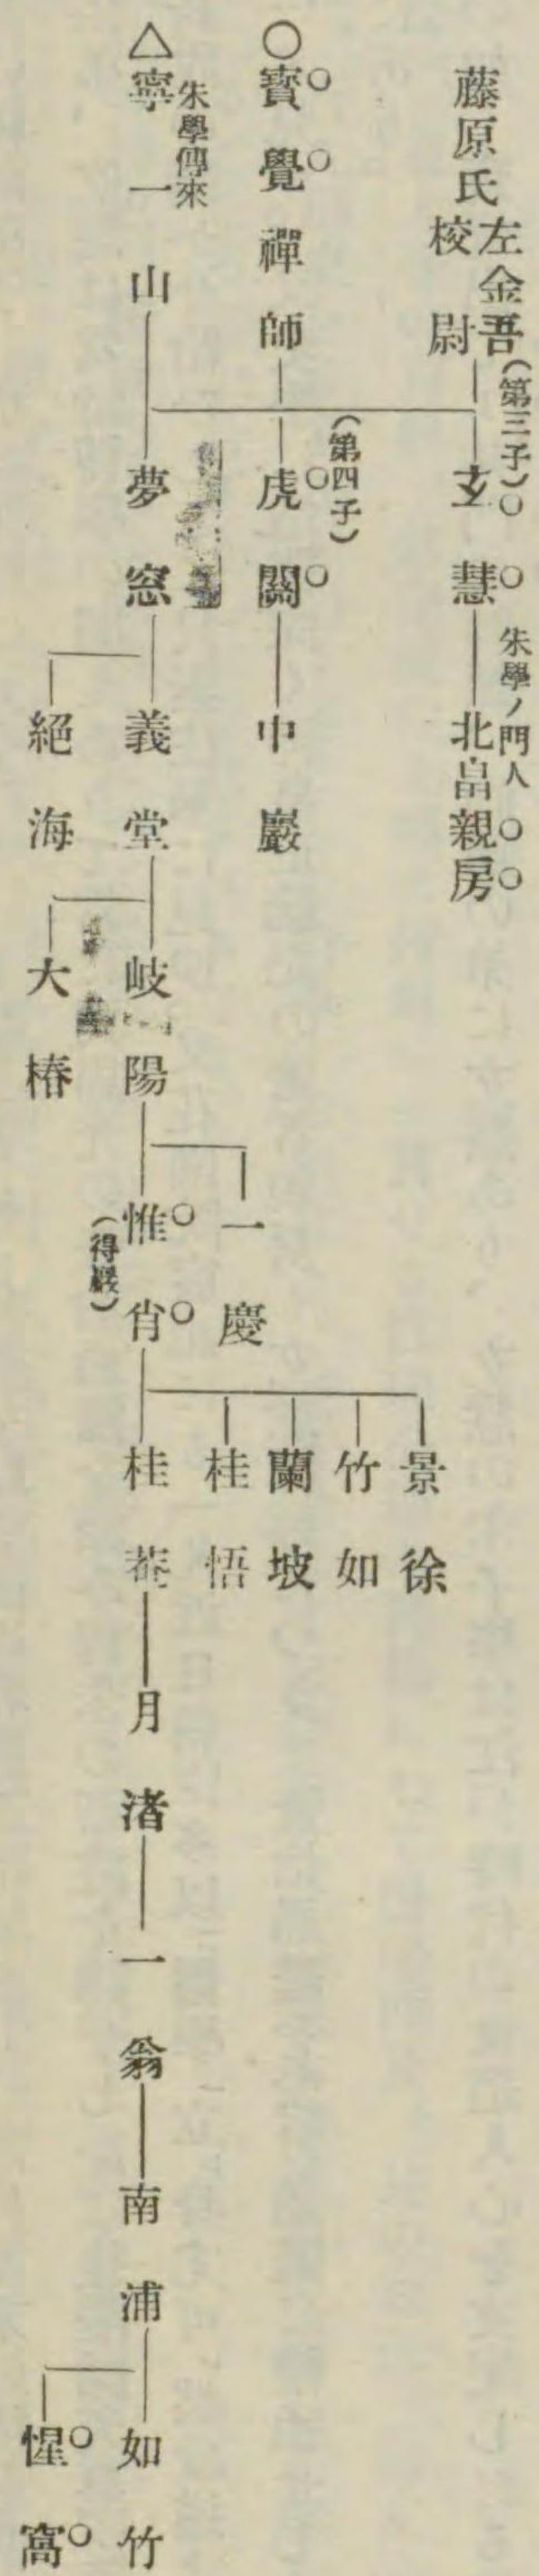 藤原氏
左金吾
校尉
(第三子)
玄慧
朱學ノ門人
北畠親房
○寶覺禪師
(第四子)
虎關
中巖
△寧一山
朱學傳來
夢窓
義堂
絕海
岐陽
大椿
一慶
惟肖
(得巖)
景徐
竹如
蘭坡
桂悟
桂菴
月渚
一翁
南浦
如竹
惺窩